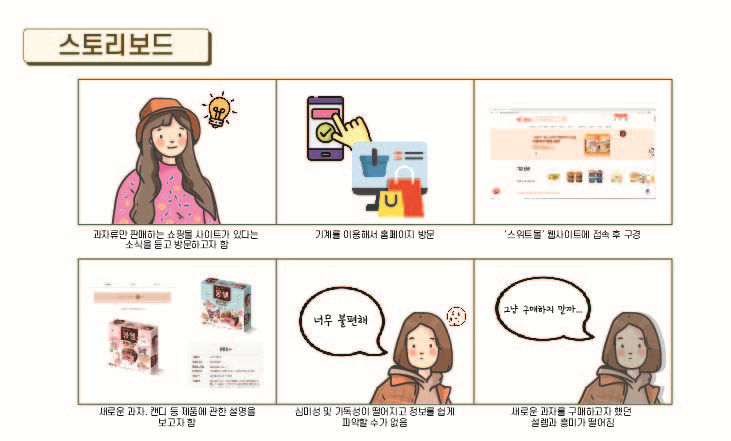 스토리보드
과자류만 판매하는 쇼핑몰 사이트가 있다는
소식을 듣고 방문하고자 함
기계를 이용해서 홈페이지 방문
'스위트몰' 웹사이트에 접속 후 구경
몽쉘
몽쉘
너무 불편해
그냥 구매하지 말까...
새로운 과자, 캔디 등 제품에 관한 설명을
보고자 함
심미성 및 가독성이 떨어지고 정보를 쉽게
파악할 수가 없음
새로운 과자를 구매하고자 했던
설렘과 흥미가 떨어짐